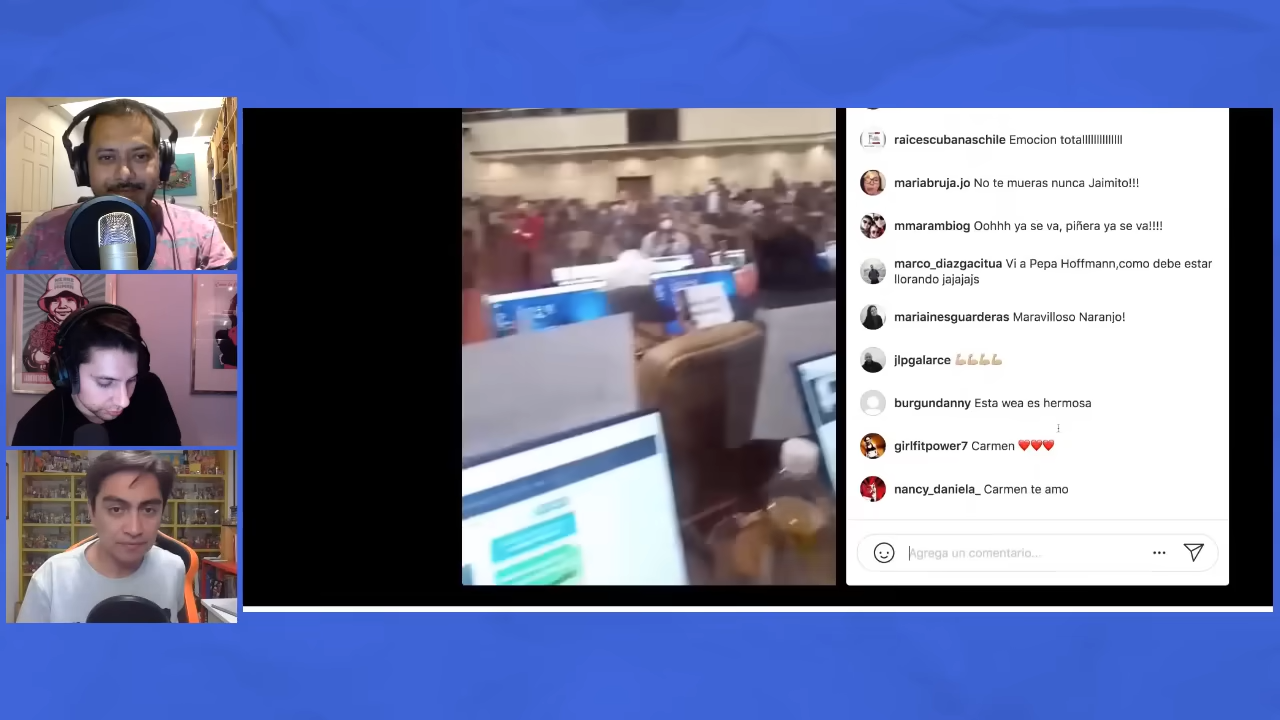 raicescubanaschile Emocion totallllllllllllll
mariabruja.jo No te mueras nunca Jaimito!!!
mmarambiog Oohhh ya se va, piñera ya se va!!!!
marco_diazgacitua Vi a Pepa Hoffmann,como debe estar
llorando jajajajs
mariainesguarderas Maravilloso Naranjo!
jlpgalarce 💪🏼💪🏼💪🏼💪🏼
burgundanny Esta wea es hermosa
girlfitpower7 Carmen ❤️❤️❤️
nancy_daniela_ Carmen te amo
Agrega un comentario...